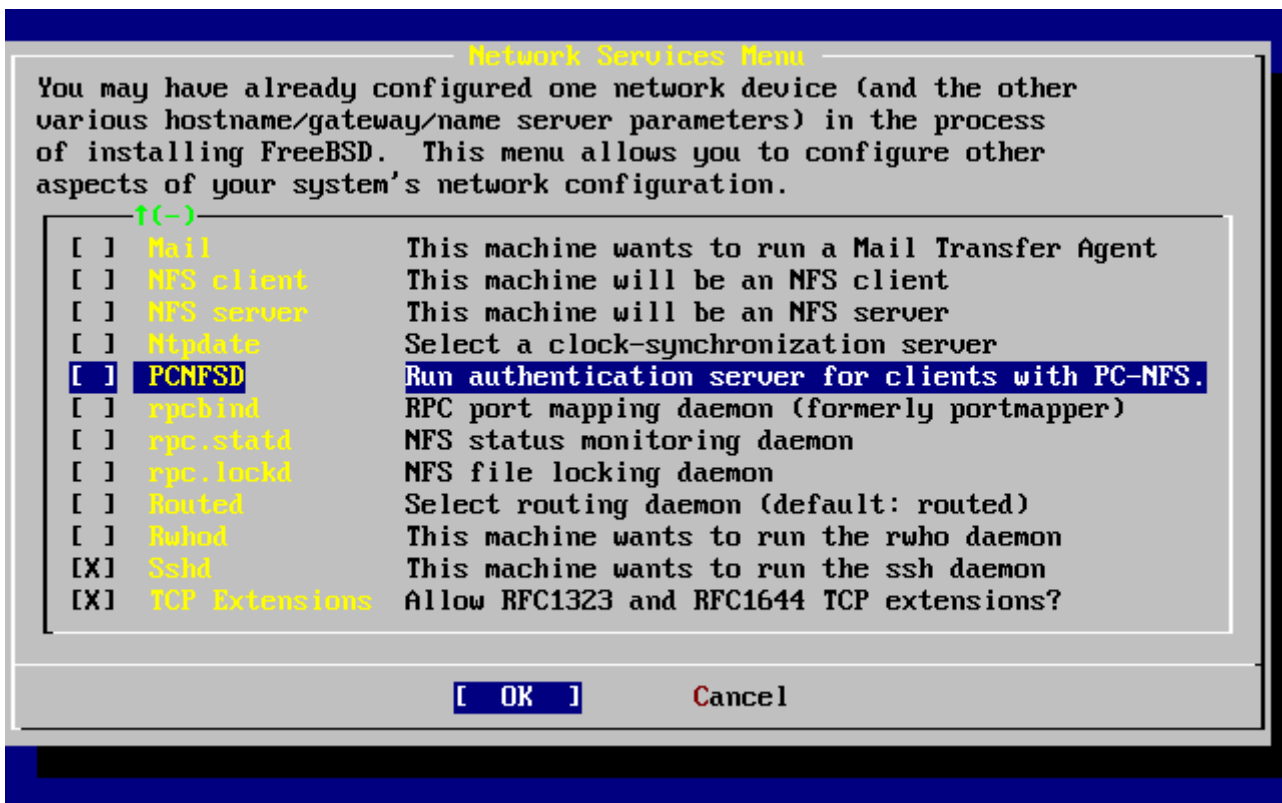 Network Services Menu
You may have already configured one network device (and the other
various hostname/gateway/name server parameters) in the process
of installing FreeBSD.  This menu allows you to configure other
aspects of your system's network configuration.
↑(-)
[ ] Mail This machine wants to run a Mail Transfer Agent
[ ] NFS client This machine will be an NFS client
[ ] NFS server This machine will be an NFS server
[ ] Ntpdate Select a clock-synchronization server
[ ] PCNFSD Run authentication server for clients with PC-NFS.
[ ] rpcbind RPC port mapping daemon (formerly portmapper)
[ ] rpc.statd NFS status monitoring daemon
[ ] rpc.lockd NFS file locking daemon
[ ] Routed Select routing daemon (default: routed)
[ ] Rwhod This machine wants to run the rwho daemon
[X] Sshd This machine wants to run the ssh daemon
[X] TCP Extensions Allow RFC1323 and RFC1644 TCP extensions?
[ OK ] Cancel